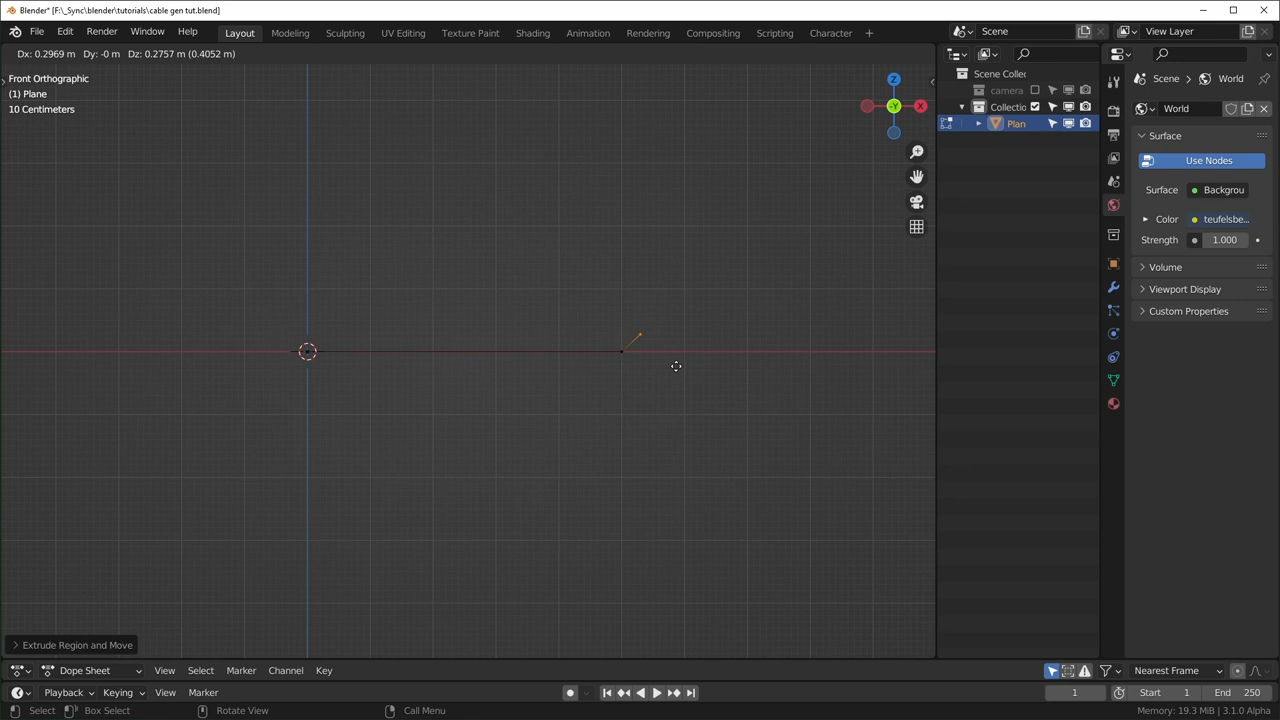 Blender* [F:\_Sync\blender\tutorials\cable gen tut.blend]
File Edit Render Window Help Layout Modeling Sculpting UV Editing Texture Paint Shading Animation Rendering Compositing Scripting Character + Scene View Layer
Dx: 0.2969 m Dy: -0 m Dz: 0.2757 m (0.4052 m)
Front Orthographic
(1) Plane
10 Centimeters
Z
X
-Y
Scene Collec
camera
Collectio
Plan
Scene > World
World
Surface
Use Nodes
Surface Backgrou
Color teufelsbe...
Strength 1.000
Volume
Viewport Display
Custom Properties
Extrude Region and Move
Dope Sheet View Select Marker Channel Key Nearest Frame
Playback Keying View Marker 1 Start 1 End 250
Select Box Select Rotate View Call Menu Memory: 19.3 MiB | 3.1.0 Alpha